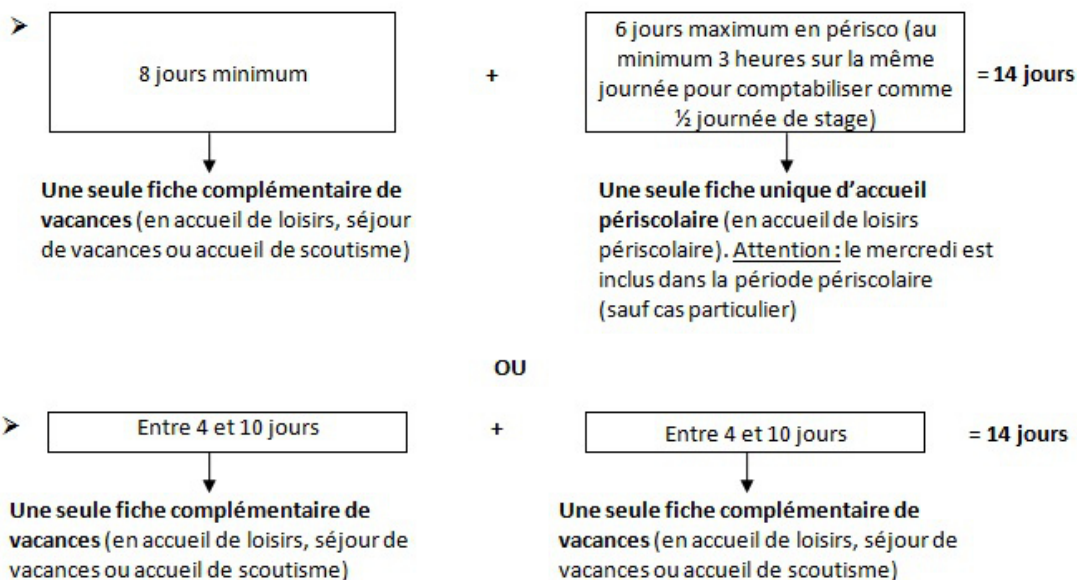 ➤
8 jours minimum
+
6 jours maximum en périsco (au
minimum 3 heures sur la même
journée pour comptabiliser comme
½ journée de stage)
= 14 jours
Une seule fiche complémentaire de
vacances (en accueil de loisirs, séjour
de vacances ou accueil de scoutisme)
Une seule fiche unique d’accueil
périscolaire (en accueil de loisirs
périscolaire). Attention : le mercredi est
inclus dans la période périscolaire
(sauf cas particulier)
OU
➤
Entre 4 et 10 jours
+
Entre 4 et 10 jours
= 14 jours
Une seule fiche complémentaire de
vacances (en accueil de loisirs, séjour de
vacances ou accueil de scoutisme)
Une seule fiche complémentaire de
vacances (en accueil de loisirs, séjour de
vacances ou accueil de scoutisme)